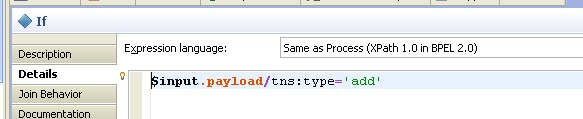 If
Description
Expression language: Same as Process (XPath 1.0 in BPEL 2.0)
Details
$input.payload/tns:type='add'
Join Behavior
Documentation